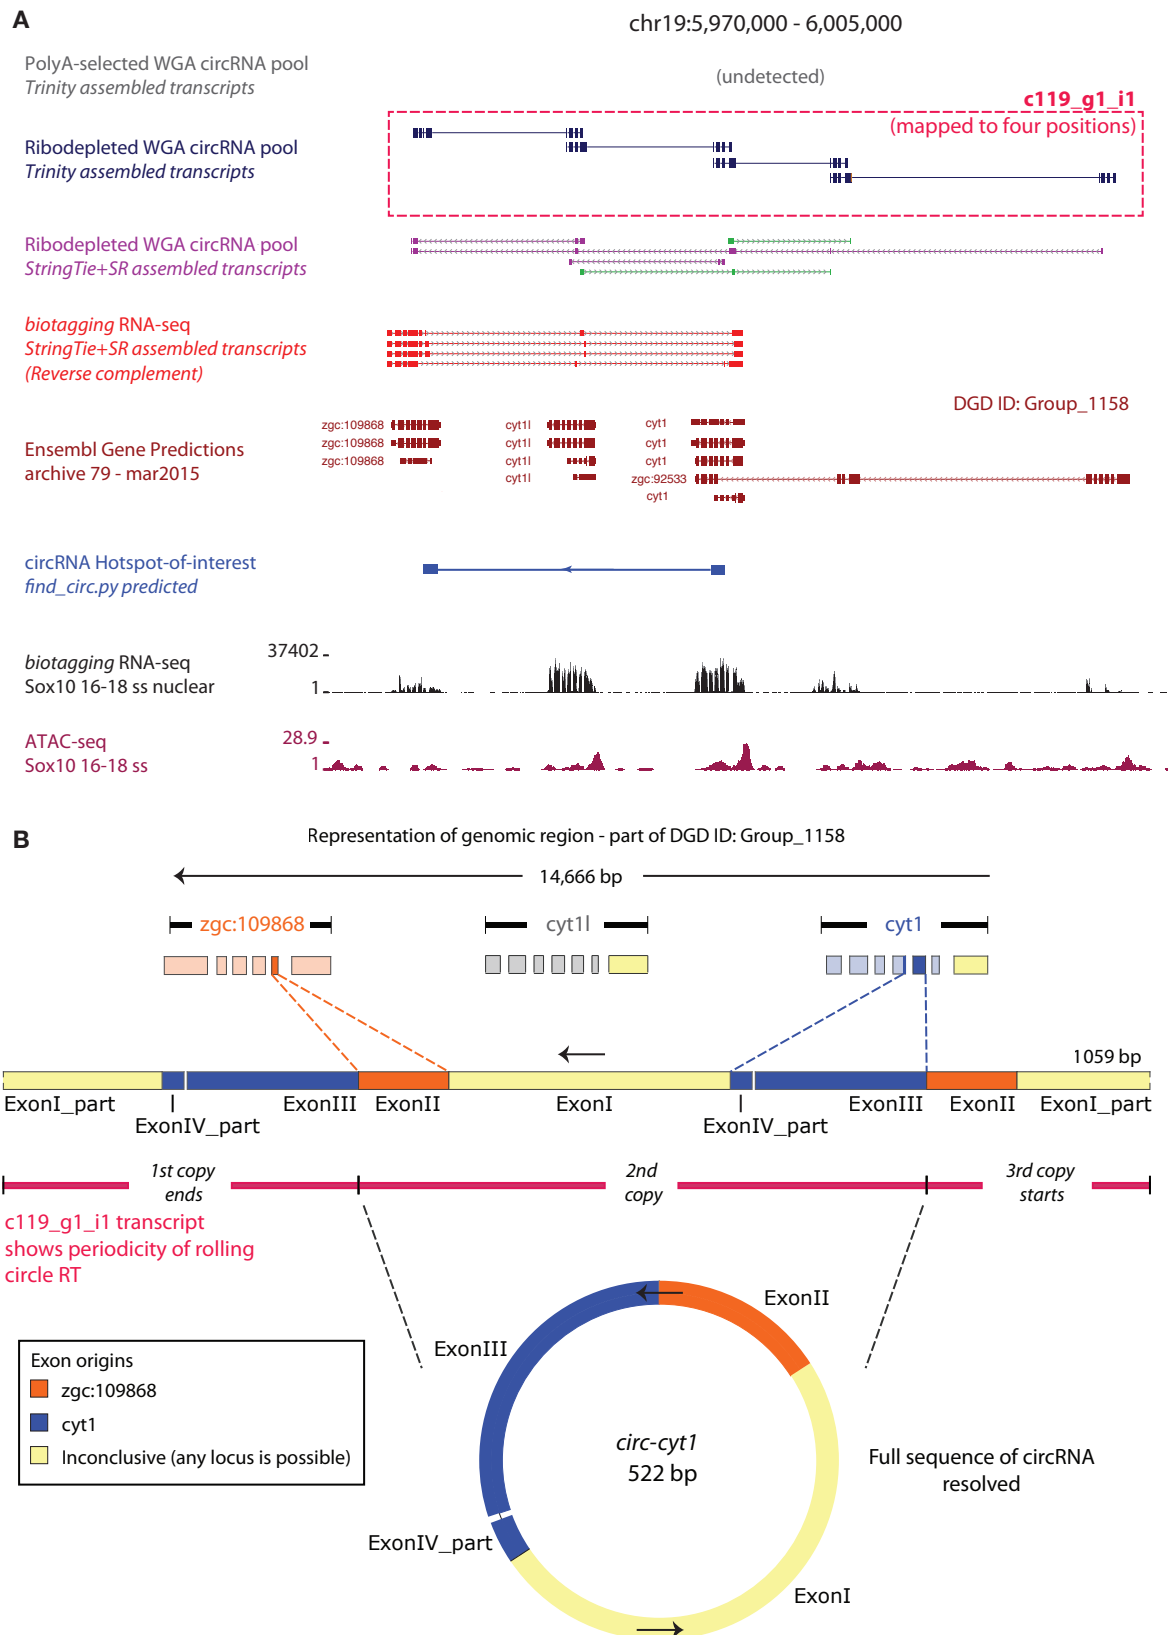 A
chr19:5,970,000 - 6,005,000
PolyA-selected WGA circRNA pool
Trinity assembled transcripts
(undetected)
c119_g1_i1
(mapped to four positions)
Ribodepleted WGA circRNA pool
Trinity assembled transcripts
Ribodepleted WGA circRNA pool
StringTie+SR assembled transcripts
biotagging RNA-seq
StringTie+SR assembled transcripts
(Reverse complement)
DGD ID: Group_1158
Ensembl Gene Predictions
archive 79 - mar2015
zgc:109868 cyt1l cyt1
zgc:109868 cyt1l cyt1
zgc:109868 cyt1l cyt1
cyt1l zgc:92533
cyt1
circRNA Hotspot-of-interest
find_circ.py predicted
biotagging RNA-seq
Sox10 16-18 ss nuclear
37402
1
ATAC-seq
Sox10 16-18 ss
28.9
1
B
Representation of genomic region - part of DGD ID: Group_1158
14,666 bp
zgc:109868 cyt1l cyt1
1059 bp
ExonI_part ExonIII ExonII ExonI ExonIII ExonII ExonI_part
ExonIV_part ExonIV_part
1st copy
ends
2nd
copy
3rd copy
starts
c119_g1_i1 transcript
shows periodicity of rolling
circle RT
ExonII
ExonIII
Exon origins
zgc:109868
cyt1
Inconclusive (any locus is possible)
circ-cyt1
522 bp
Full sequence of circRNA
resolved
ExonIV_part
ExonI